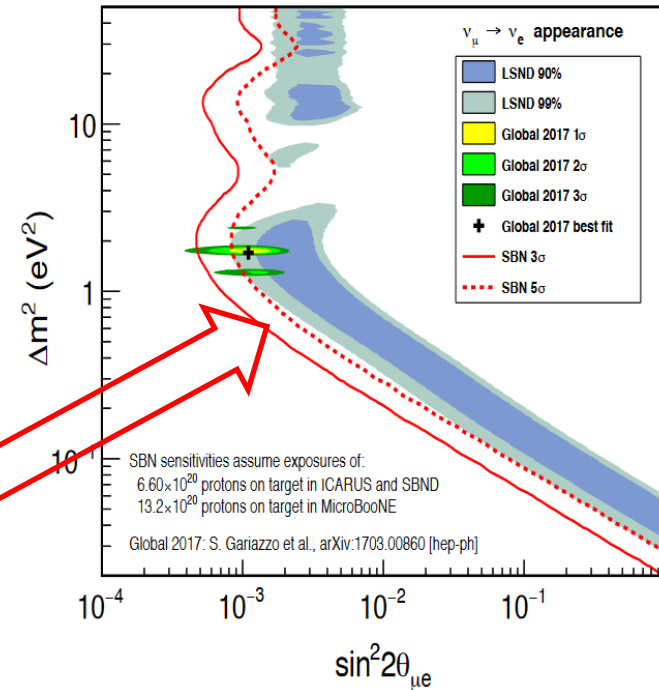 νμ → νe appearance
LSND 90%
LSND 99%
Global 2017 1σ
Global 2017 2σ
Global 2017 3σ
Global 2017 best fit
SBN 3σ
SBN 5σ
10
1
10
Δm² (eV²)
SBN sensitivities assume exposures of:
6.60×10²⁰ protons on target in ICARUS and SBND
13.2×10²⁰ protons on target in MicroBooNE
Global 2017: S. Gariazzo et al., arXiv:1703.00860 [hep-ph]
10⁻⁴ 10⁻³ 10⁻² 10⁻¹
sin²2θμe